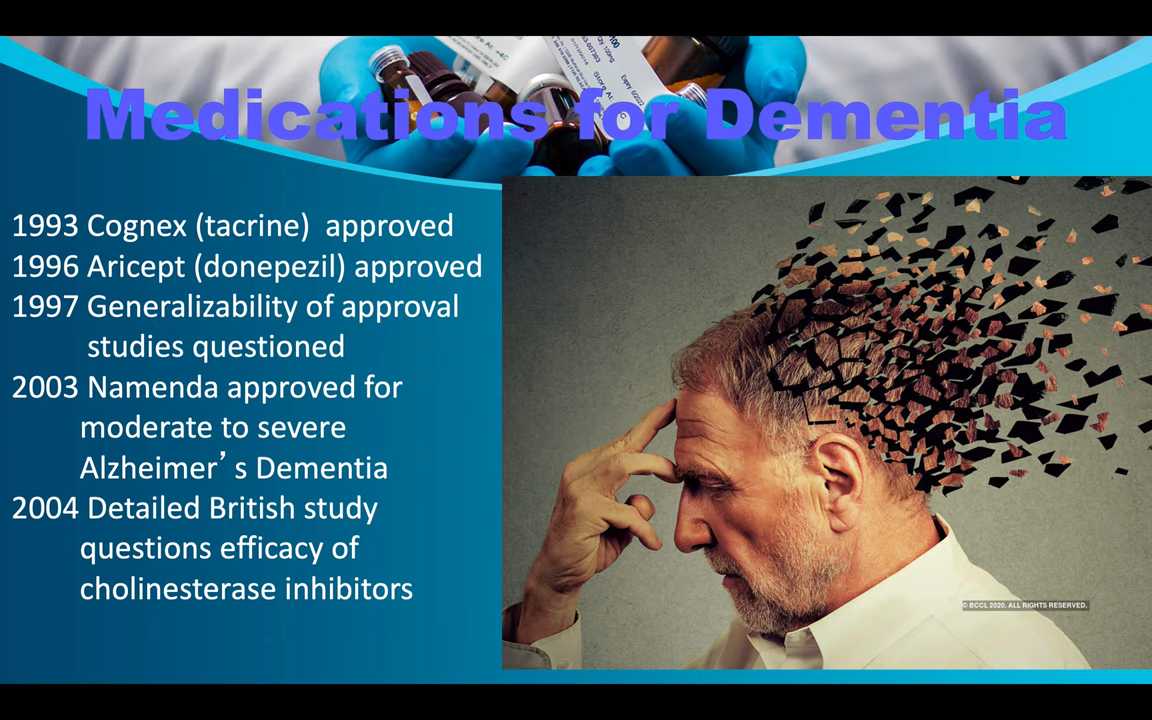 Medications for Dementia
1993 Cognex (tacrine)  approved
1996 Aricept (donepezil) approved
1997 Generalizability of approval
studies questioned
2003 Namenda approved for
moderate to severe
Alzheimer’s Dementia
2004 Detailed British study
questions efficacy of
cholinesterase inhibitors
© BCCL 2020. ALL RIGHTS RESERVED.